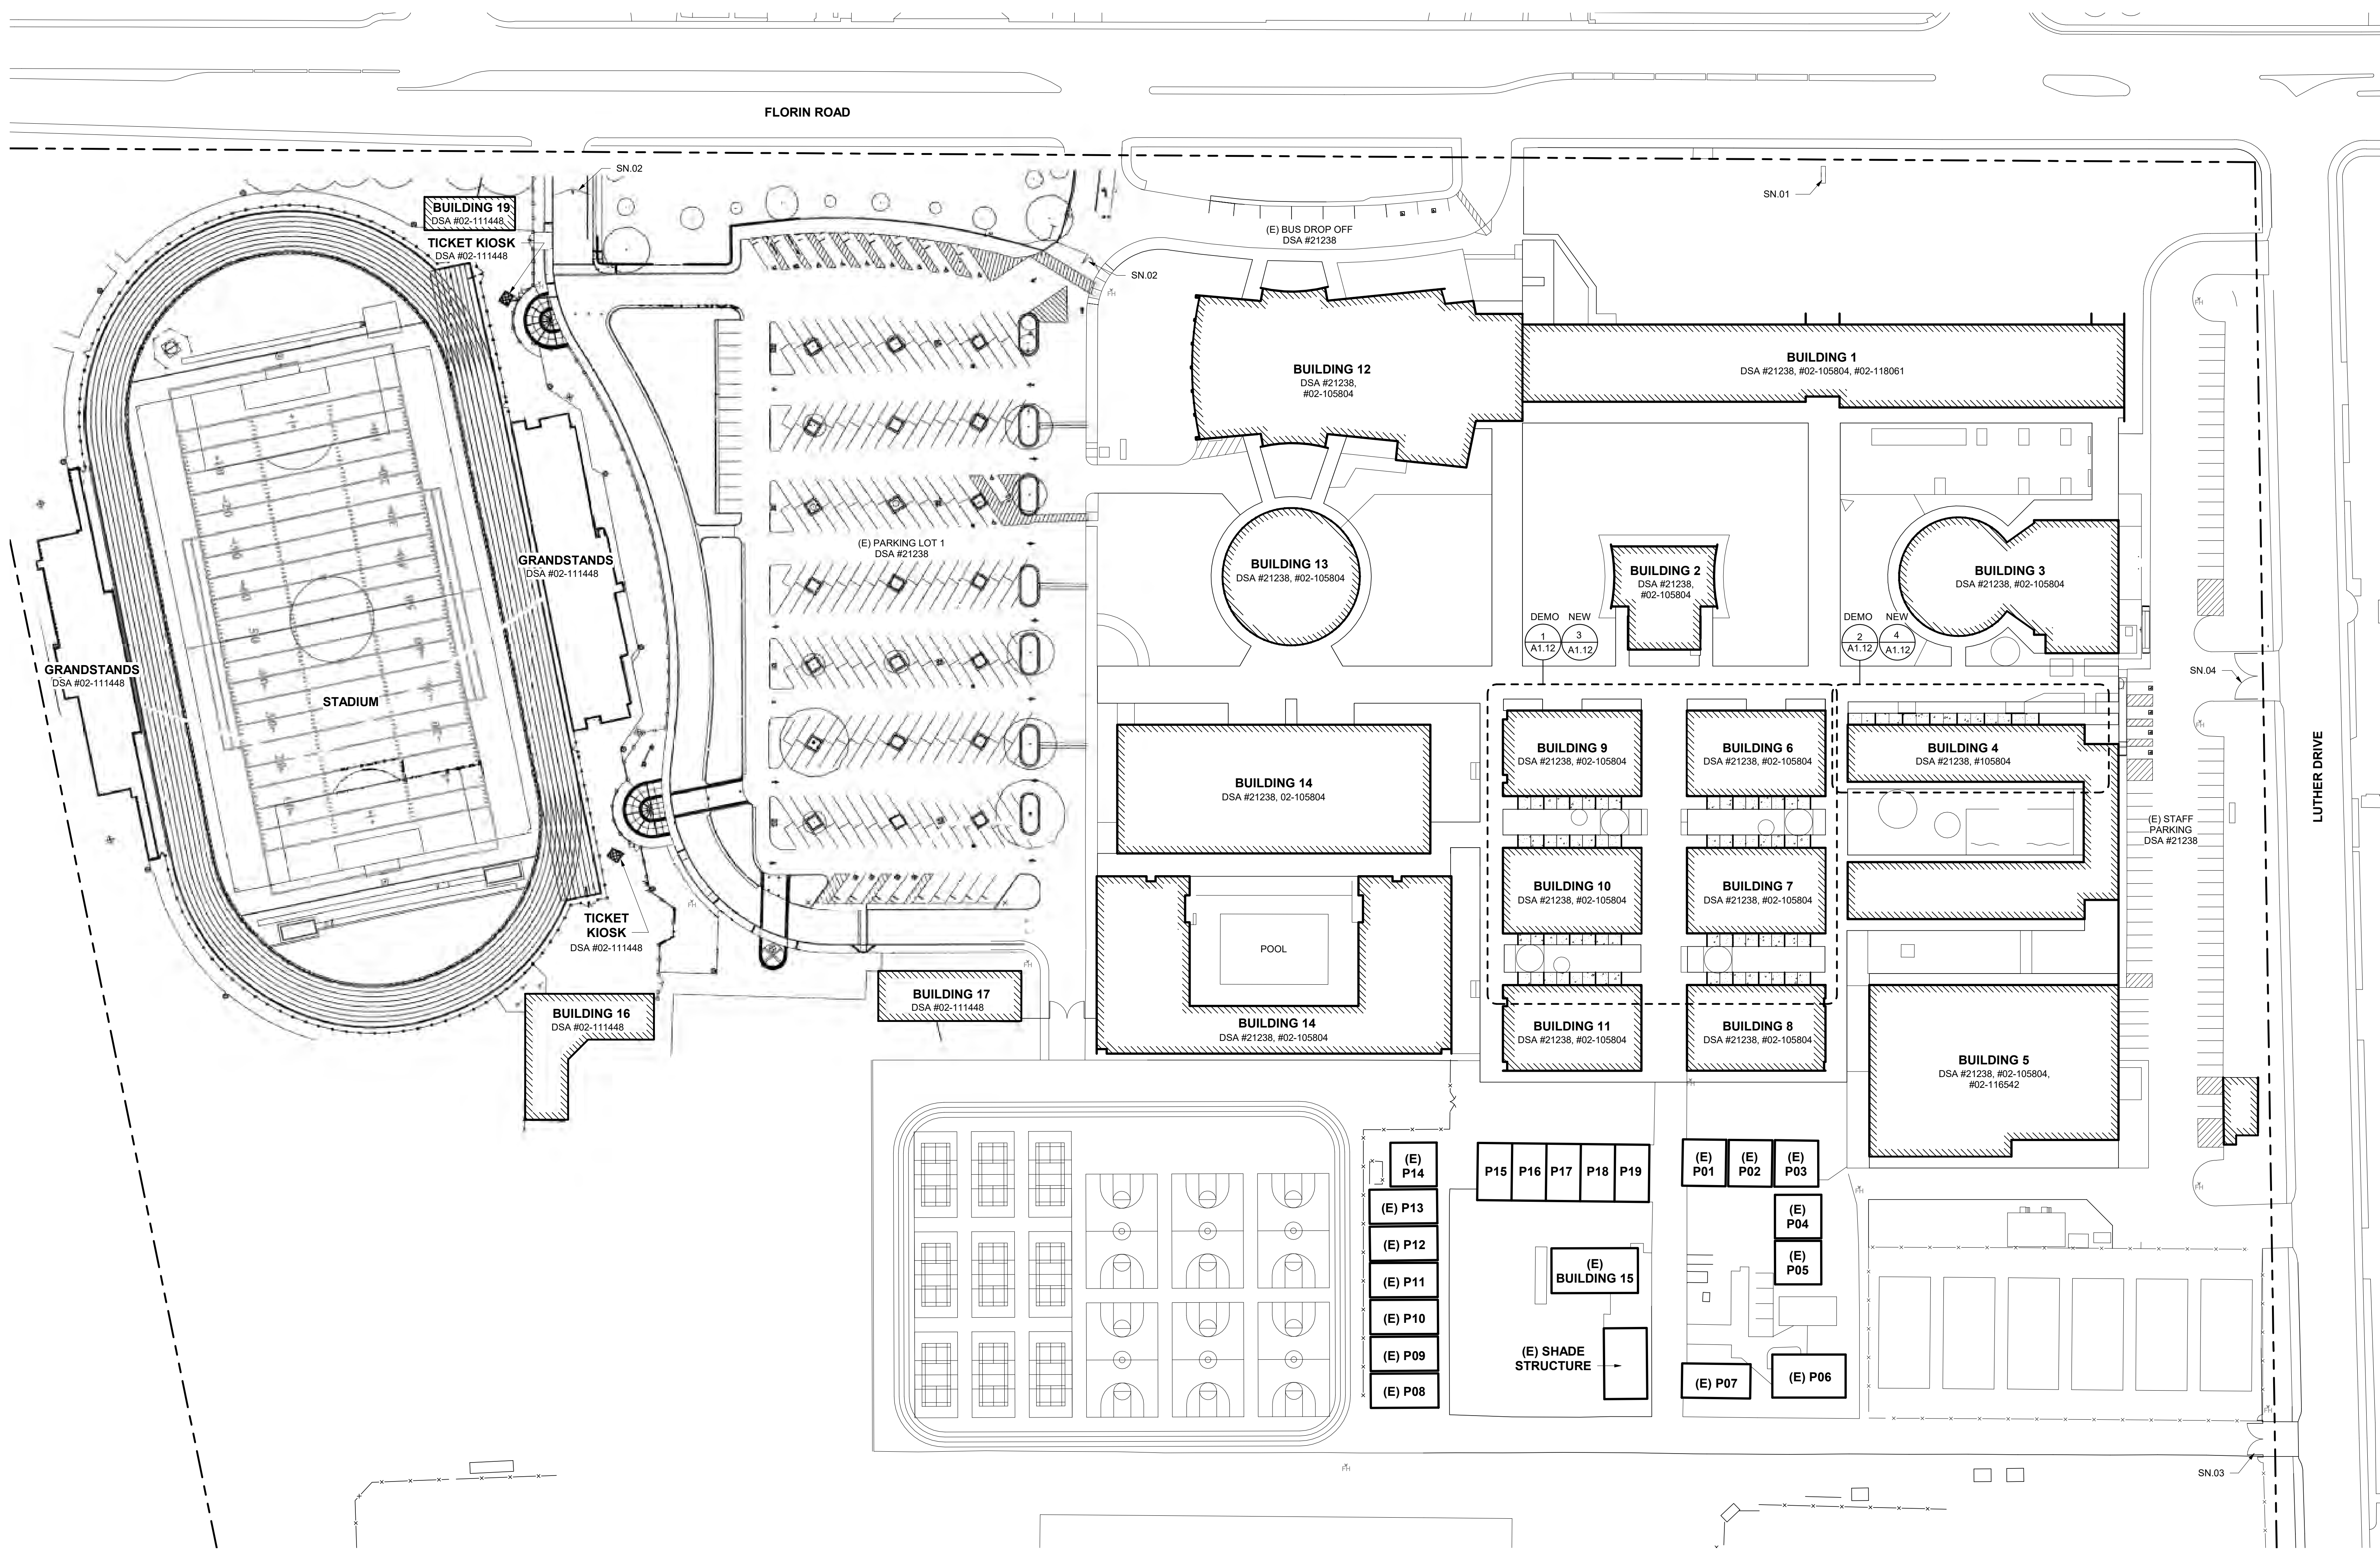 FLORIN ROAD
SN.02
SN.01
BUILDING 19
DSA #02-111448
TICKET KIOSK
DSA #02-111448
(E) BUS DROP OFF
DSA #21238
SN.02
FH
FH
BUILDING 12
DSA #21238,
#02-105804
BUILDING 1
DSA #21238, #02-105804, #02-118061
(E) PARKING LOT 1
DSA #21238
GRANDSTANDS
DSA #02-111448
BUILDING 13
DSA #21238, #02-105804
BUILDING 2
DSA #21238,
#02-105804
BUILDING 3
DSA #21238, #02-105804
DEMO NEW
1
A1.12
3
A1.12
DEMO NEW
2
A1.12
4
A1.12
GRANDSTANDS
DSA #02-111448
STADIUM
SN.04
FH
LUTHER DRIVE
BUILDING 9
DSA #21238, #02-105804
BUILDING 6
DSA #21238, #02-105804
BUILDING 4
DSA #21238, #105804
BUILDING 14
DSA #21238, 02-105804
(E) STAFF
PARKING
DSA #21238
BUILDING 10
DSA #21238, #02-105804
BUILDING 7
DSA #21238, #02-105804
TICKET
KIOSK
DSA #02-111448
FH
POOL
FH
BUILDING 17
DSA #02-111448
BUILDING 16
DSA #02-111448
BUILDING 14
DSA #21238, #02-105804
BUILDING 11
DSA #21238, #02-105804
BUILDING 8
DSA #21238, #02-105804
BUILDING 5
DSA #21238, #02-105804,
#02-116542
FH
(E)
P14
P15
P16
P17
P18
P19
(E)
P01
(E)
P02
(E)
P03
FH
FH
(E) P13
(E)
P04
(E) P12
(E)
P05
(E)
BUILDING 15
(E) P11
(E) P10
(E) P09
(E) SHADE
STRUCTURE
(E) P08
(E) P07
(E) P06
FH
FH
SN.03